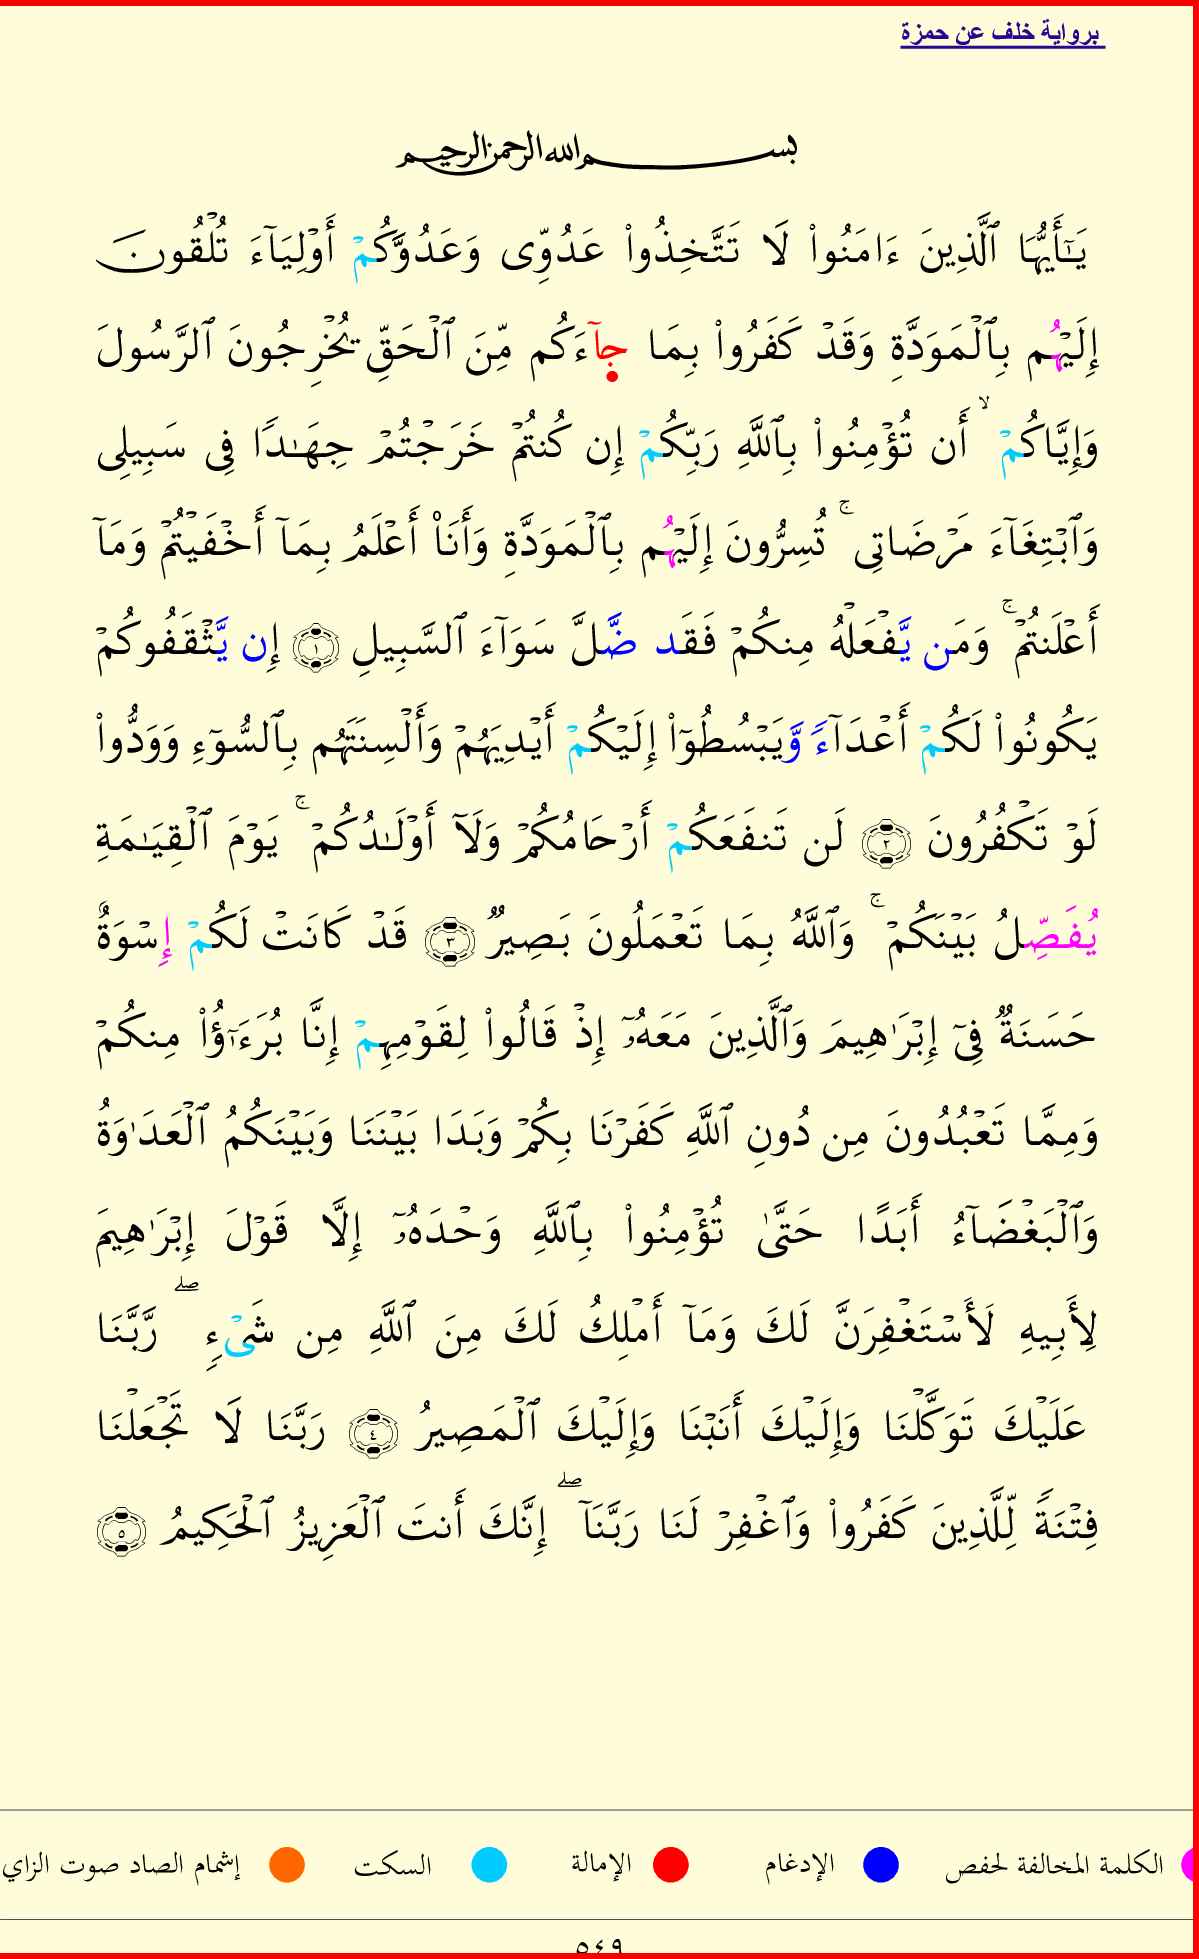 برواية خلف عن حمزة
بسم الله الرحمن الرحيم
يَٰٓأَيُّهَا ٱلَّذِينَ ءَامَنُوا۟ لَا تَتَّخِذُوا۟ عَدُوِّى وَعَدُوَّكُمْ أَوْلِيَآءَ تُلْقُونَ
إِلَيْهُم بِٱلْمَوَدَّةِ وَقَدْ كَفَرُوا۟ بِمَا جَآءَكُم مِّنَ ٱلْحَقِّ يُخْرِجُونَ ٱلرَّسُولَ
وَإِيَّاكُمْ ۙ أَن تُؤْمِنُوا۟ بِٱللَّهِ رَبِّكُمْ إِن كُنتُمْ خَرَجْتُمْ جِهَٰدًا فِى سَبِيلِى
وَٱبْتِغَآءَ مَرْضَاتِى ۚ تُسِرُّونَ إِلَيْهُم بِٱلْمَوَدَّةِ وَأَنَا۠ أَعْلَمُ بِمَآ أَخْفَيْتُمْ وَمَآ
أَعْلَنتُمْ ۚ وَمَن يَّفْعَلْهُ مِنكُمْ فَقَد ضَّلَّ سَوَآءَ ٱلسَّبِيلِ ١ إِن يَّثْقَفُوكُمْ
يَكُونُوا۟ لَكُمْ أَعْدَآءً وَّيَبْسُطُوٓا۟ إِلَيْكُمْ أَيْدِيَهُمْ وَأَلْسِنَتَهُم بِٱلسُّوٓءِ وَوَدُّوا۟
لَوْ تَكْفُرُونَ ٢ لَن تَنفَعَكُمْ أَرْحَامُكُمْ وَلَآ أَوْلَٰدُكُمْ ۚ يَوْمَ ٱلْقِيَٰمَةِ
يُفَصِّلُ بَيْنَكُمْ ۚ وَٱللَّهُ بِمَا تَعْمَلُونَ بَصِيرٌ ٣ قَدْ كَانَتْ لَكُمْ إِسْوَةٌ
حَسَنَةٌ فِىٓ إِبْرَٰهِيمَ وَٱلَّذِينَ مَعَهُۥٓ إِذْ قَالُوا۟ لِقَوْمِهِمْ إِنَّا بُرَءَٰٓؤُا۟ مِنكُمْ
وَمِمَّا تَعْبُدُونَ مِن دُونِ ٱللَّهِ كَفَرْنَا بِكُمْ وَبَدَا بَيْنَنَا وَبَيْنَكُمُ ٱلْعَدَٰوَةُ
وَٱلْبَغْضَآءُ أَبَدًا حَتَّىٰ تُؤْمِنُوا۟ بِٱللَّهِ وَحْدَهُۥٓ إِلَّا قَوْلَ إِبْرَٰهِيمَ
لِأَبِيهِ لَأَسْتَغْفِرَنَّ لَكَ وَمَآ أَمْلِكُ لَكَ مِنَ ٱللَّهِ مِن شَىْءٍ ۖ رَّبَّنَا
عَلَيْكَ تَوَكَّلْنَا وَإِلَيْكَ أَنَبْنَا وَإِلَيْكَ ٱلْمَصِيرُ ٤ رَبَّنَا لَا تَجْعَلْنَا
فِتْنَةً لِّلَّذِينَ كَفَرُوا۟ وَٱغْفِرْ لَنَا رَبَّنَآ ۖ إِنَّكَ أَنتَ ٱلْعَزِيزُ ٱلْحَكِيمُ ٥
الكلمة المخالفة لحفص الإدغام الإمالة السكت إشمام الصاد صوت الزاي
٥٤٩